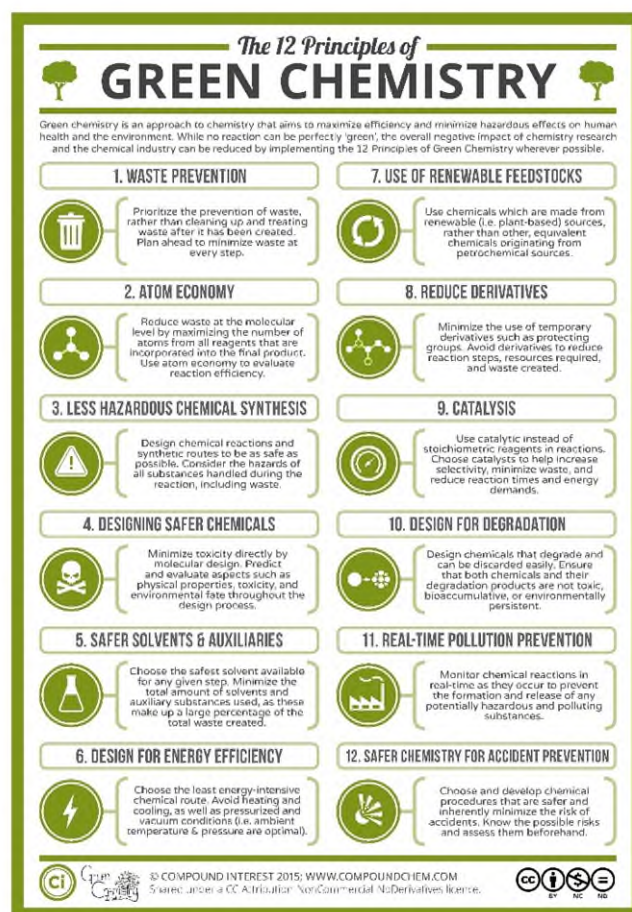 The 12 Principles of
GREEN CHEMISTRY
Green chemistry is an approach to chemistry that aims to maximize efficiency and minimize hazardous effects on human
health and the environment. While no reaction can be perfectly 'green', the overall negative impact of chemistry research
and the chemical industry can be reduced by implementing the 12 Principles of Green Chemistry wherever possible.
1. WASTE PREVENTION
Prioritize the prevention of waste,
rather than cleaning up and treating
waste after it has been created.
Plan ahead to minimize waste at
every step.
2. ATOM ECONOMY
Reduce waste at the molecular
level by maximizing the number of
atoms from all reagents that are
incorporated into the final product.
Use atom economy to evaluate
reaction efficiency.
3. LESS HAZARDOUS CHEMICAL SYNTHESIS
Design chemical reactions and
synthetic routes to be as safe as
possible. Consider the hazards of
all substances handled during the
reaction, including waste.
4. DESIGNING SAFER CHEMICALS
Minimize toxicity directly by
molecular design. Predict
and evaluate aspects such as
physical properties, toxicity, and
environmental fate throughout the
design process.
5. SAFER SOLVENTS & AUXILIARIES
Choose the safest solvent available
for any given step. Minimize the
total amount of solvents and
auxiliary substances used, as these
make up a large percentage of the
total waste created.
6. DESIGN FOR ENERGY EFFICIENCY
Choose the least energy-intensive
chemical route. Avoid heating and
cooling, as well as pressurized and
vacuum conditions (i.e. ambient
temperature & pressure are optimal).
7. USE OF RENEWABLE FEEDSTOCKS
Use chemicals which are made from
renewable (i.e. plant-based) sources,
rather than other, equivalent
chemicals originating from
petrochemical sources.
8. REDUCE DERIVATIVES
Minimize the use of temporary
derivatives such as protecting
groups. Avoid derivatives to reduce
reaction steps, resources required,
and waste created.
9. CATALYSIS
Use catalytic instead of
stoichiometric reagents in reactions.
Choose catalysts to help increase
selectivity, minimize waste, and
reduce reaction times and energy
demands.
10. DESIGN FOR DEGRADATION
Design chemicals that degrade and
can be discarded easily. Ensure
that both chemicals and their
degradation products are not toxic,
bioaccumulative, or environmentally
persistent.
11. REAL-TIME POLLUTION PREVENTION
Monitor chemical reactions in
real-time as they occur to prevent
the formation and release of any
potentially hazardous and polluting
substances.
12. SAFER CHEMISTRY FOR ACCIDENT PREVENTION
Choose and develop chemical
procedures that are safer and
inherently minimize the risk of
accidents. Know the possible risks
and assess them beforehand.
Ci
© COMPOUND INTEREST 2015; WWW.COMPOUNDCHEM.COM
Shared under a CC Attribution NonCommercial NoDerivatives licence.
cc
BY NC ND